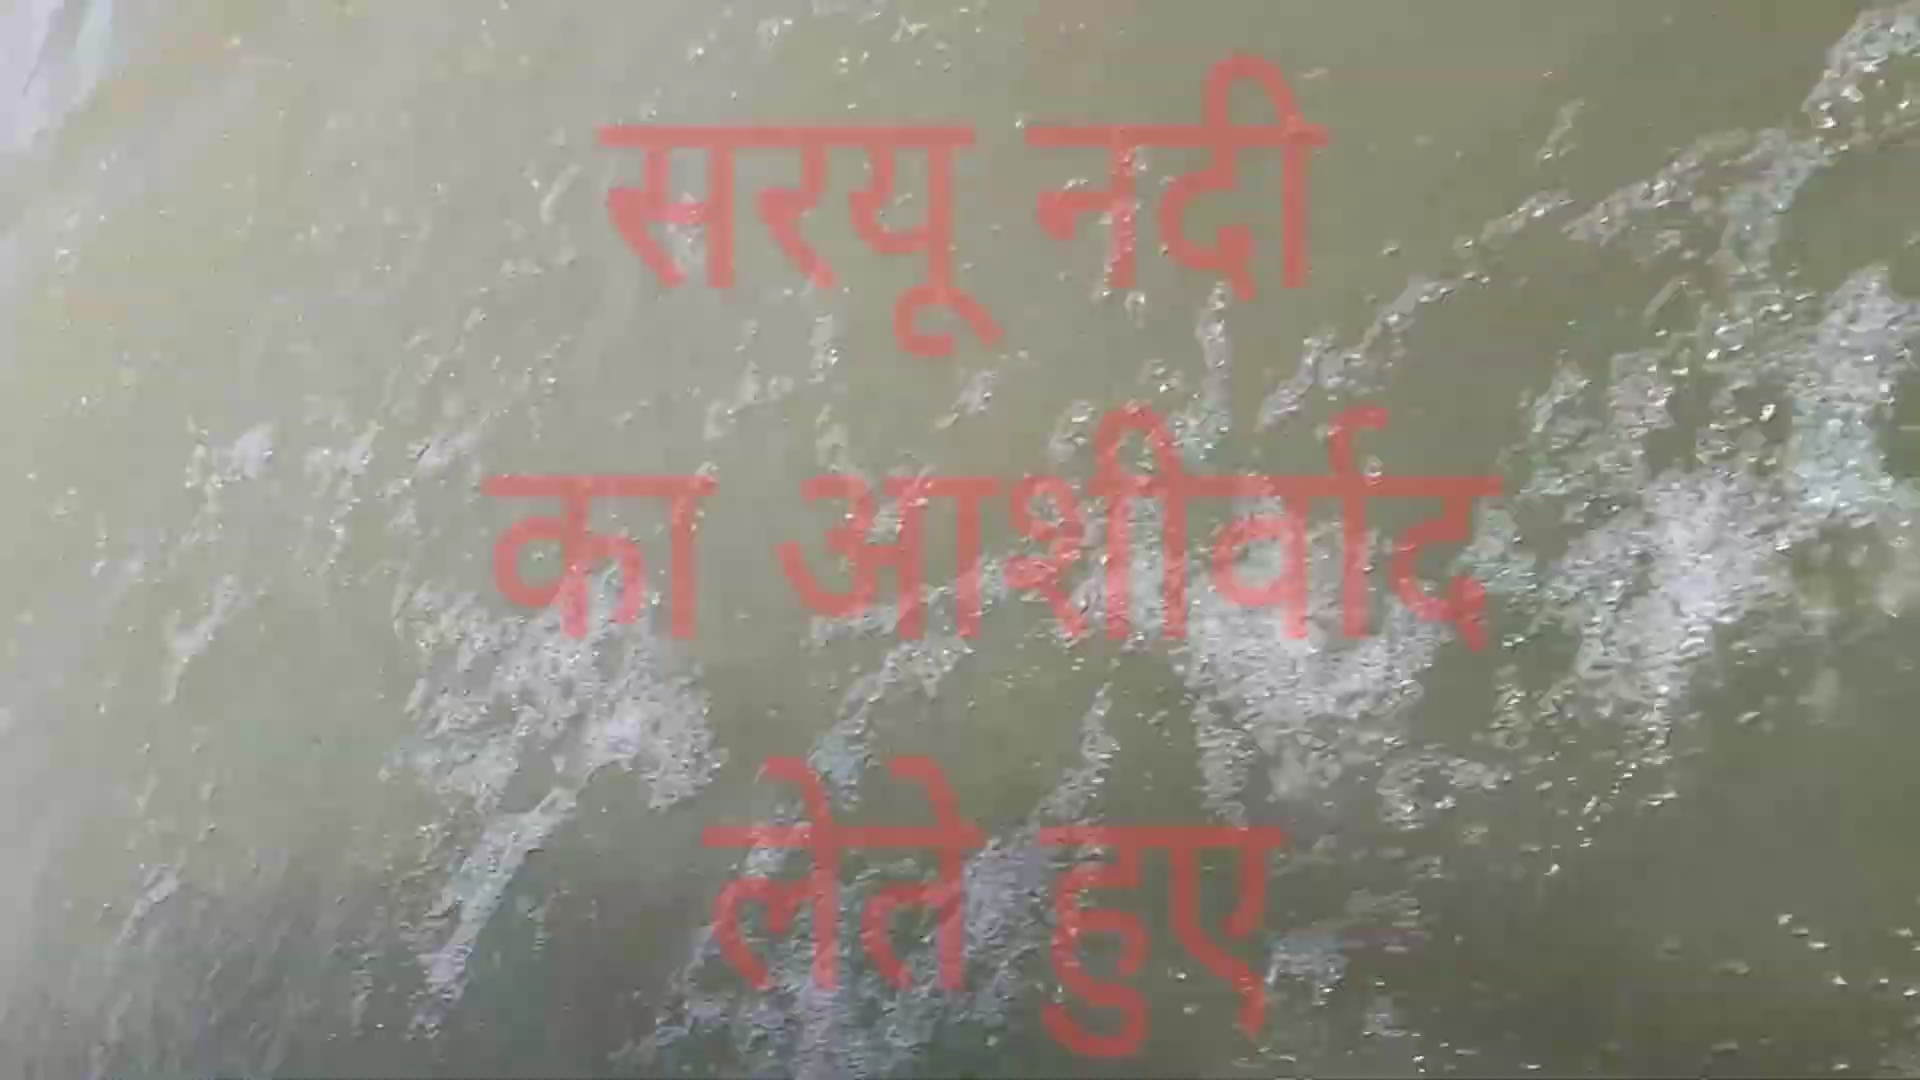 सरयू नदी
का आशीर्वाद
लेते हुए